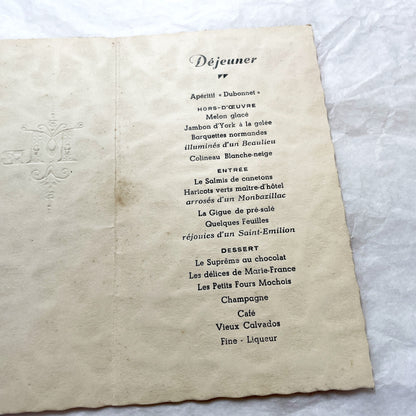 Déjeuner
Apéritif « Dubonnet »
HORS-D'ŒUVRE
Melon glacé
Jambon d'York à la gelée
Barquettes normandes
illuminés d'un Beaulieu
Colineau Blanche-neige
ENTRÉE
Le Salmis de canetons
Haricots verts maître-d'hôtel
arrosés d'un Monbazillac
La Gigue de pré-salé
Quelques Feuilles
réjouies d'un Saint-Emilion
DESSERT
Le Suprême au chocolat
Les délices de Marie-France
Les Petits Fours Mochois
Champagne
Café
Vieux Calvados
Fine - Liqueur